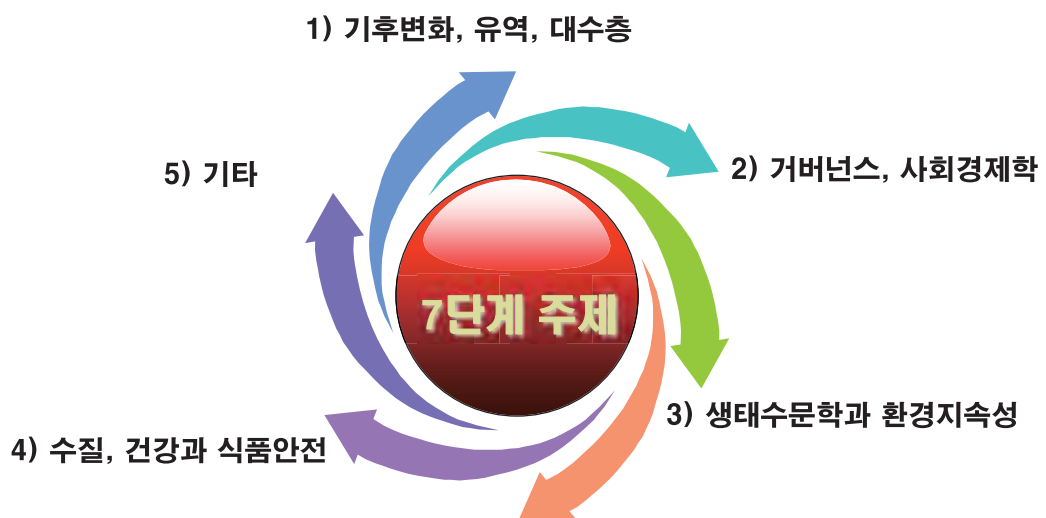 1) 기후변화, 유역, 대수층
2) 거버넌스, 사회경제학
3) 생태수문학과 환경지속성
4) 수질, 건강과 식품안전
5) 기타
7단계 주제